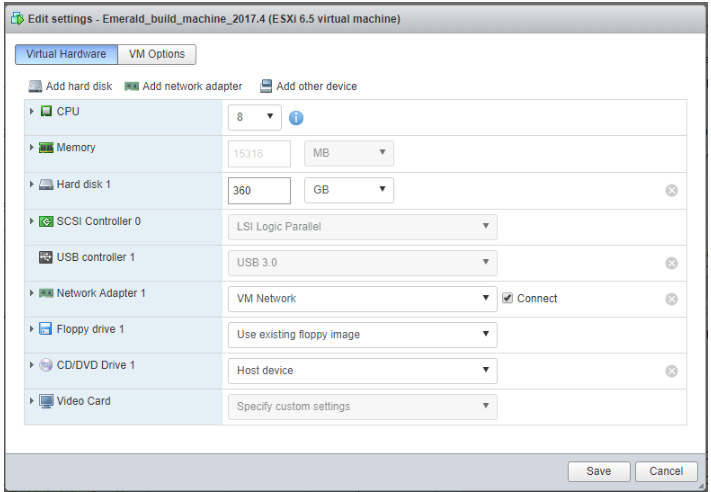 Edit settings - Emerald_build_machine_2017.4 (ESXi 6.5 virtual machine)
Virtual Hardware VM Options
Add hard disk Add network adapter Add other device
CPU 8
Memory 15316 MB
Hard disk 1 360 GB
SCSI Controller 0 LSI Logic Parallel
USB controller 1 USB 3.0
Network Adapter 1 VM Network Connect
Floppy drive 1 Use existing floppy image
CD/DVD Drive 1 Host device
Video Card Specify custom settings
Save Cancel